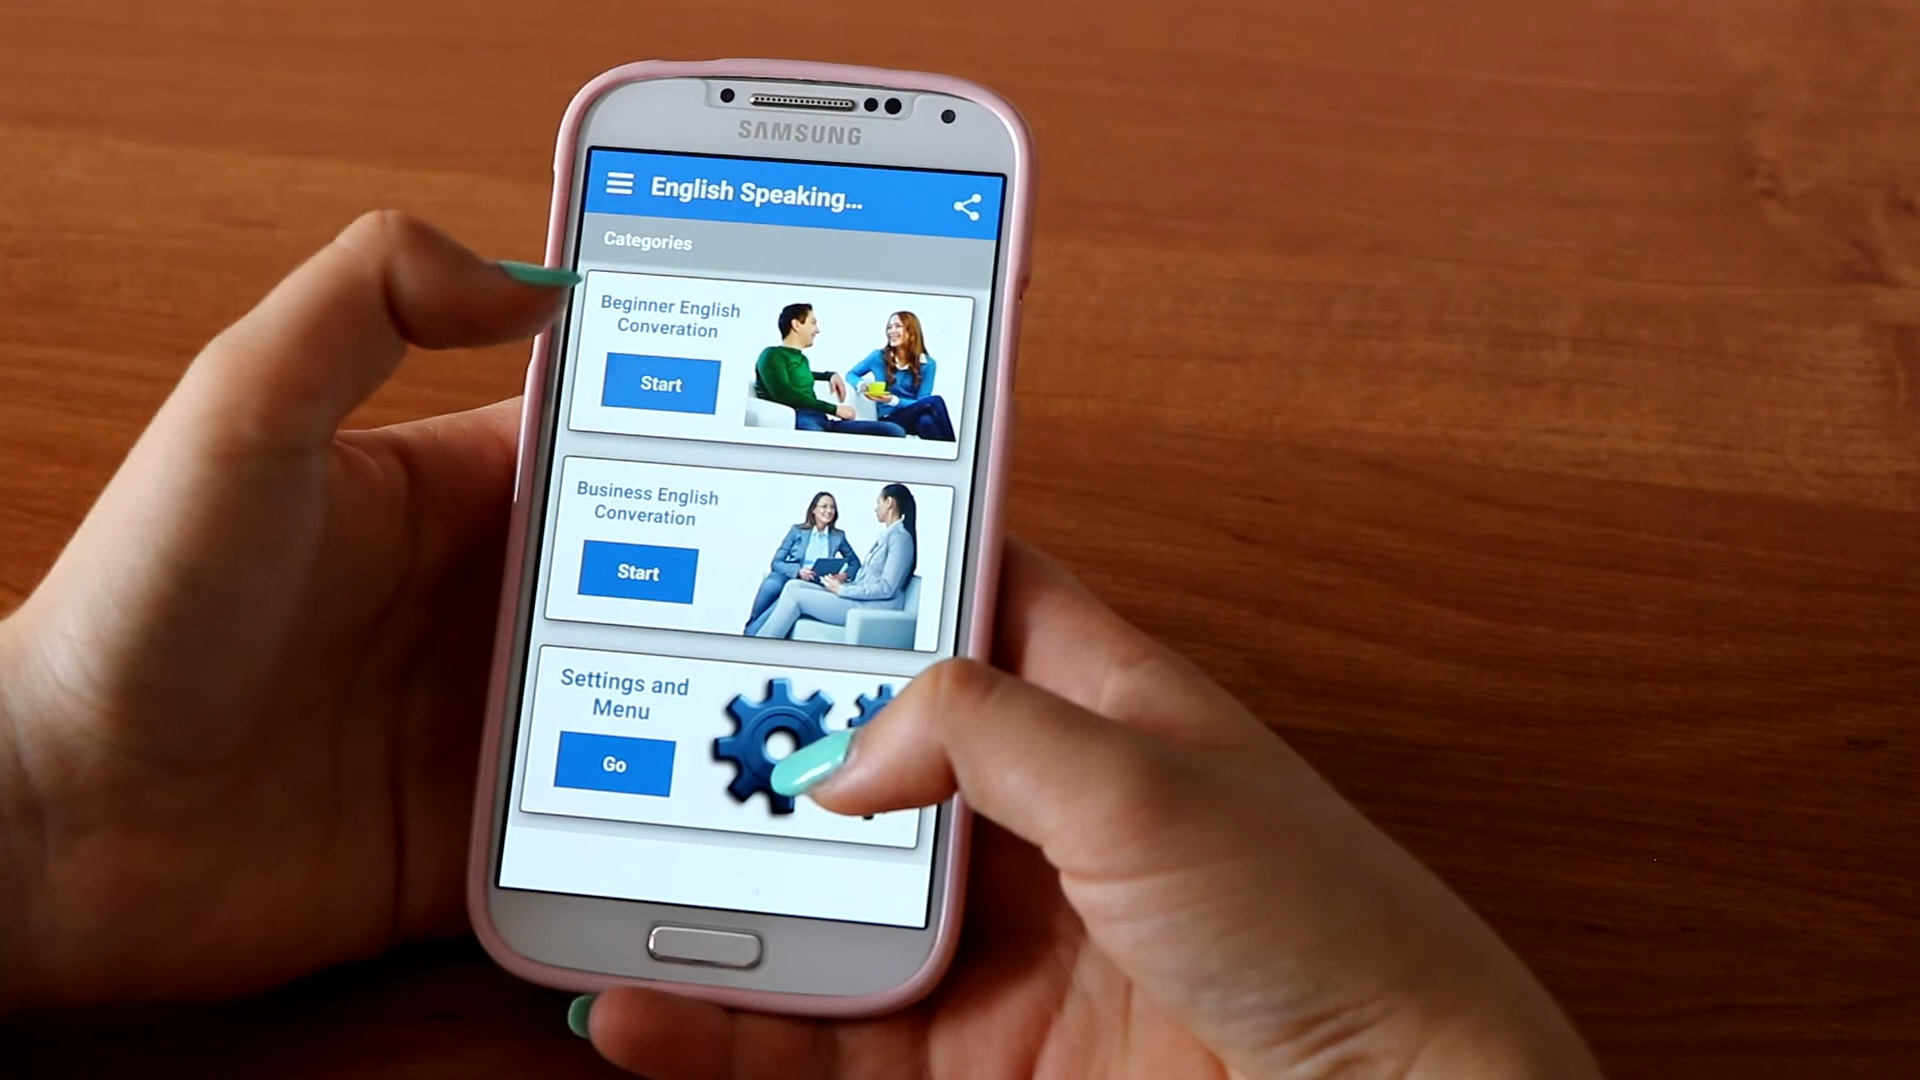 SAMSUNG
English Speaking...
Categories
Beginner English
Converation
Start
Business English
Converation
Start
Settings and
Menu
Go